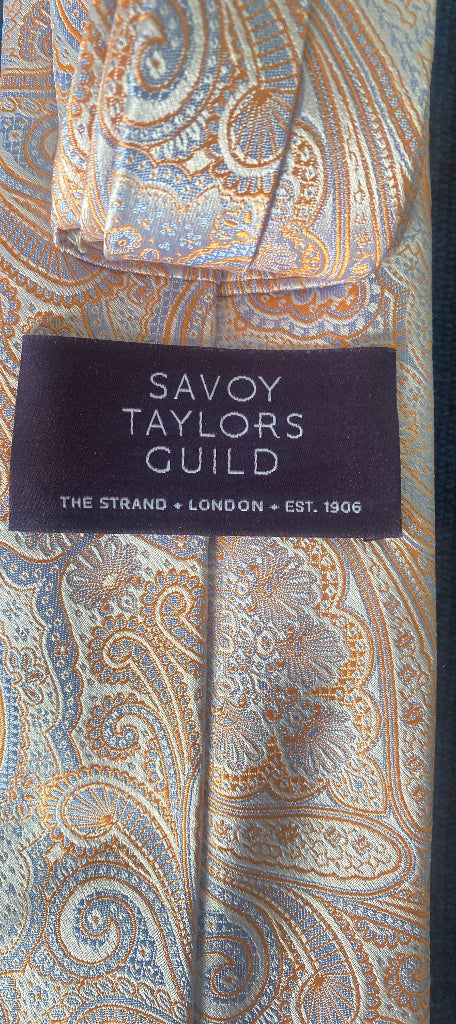 SAVOY
TAYLORS
GUILD
THE STRAND + LONDON + EST. 1906